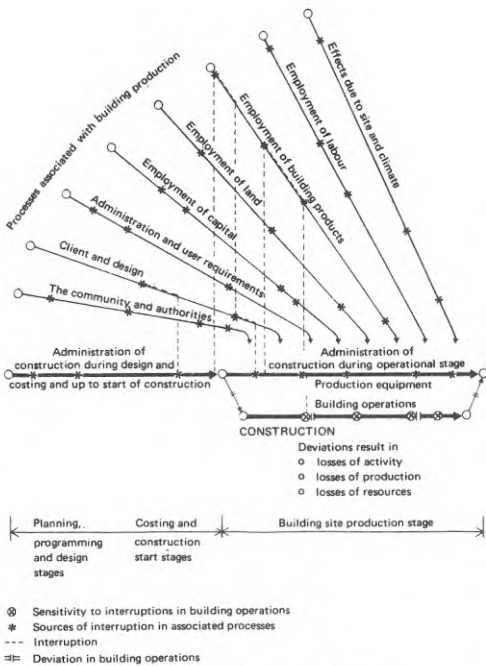 Processes associated with building production
Effects due to site and climate
Employment of labour
Employment of building products
Employment of land
Employment of capital
Administration and user requirements
Client and design
The community and authorities
Administration of
construction during design and
costing and up to start of construction
Administration of
construction during operational stage
Production equipment
Building operations
CONSTRUCTION
Deviations result in
o losses of activity
o losses of production
o losses of resources
Planning,
programming
and design
stages
Costing and
construction
start stages
Building site production stage
Sensitivity to interruptions in building operations
Sources of interruption in associated processes
Interruption
Deviation in building operations